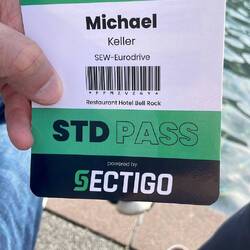 Michael
Keller
SEW-Eurodrive
Restaurant Hotel Bell Rock
STD PASS
powered by
SECTIGO